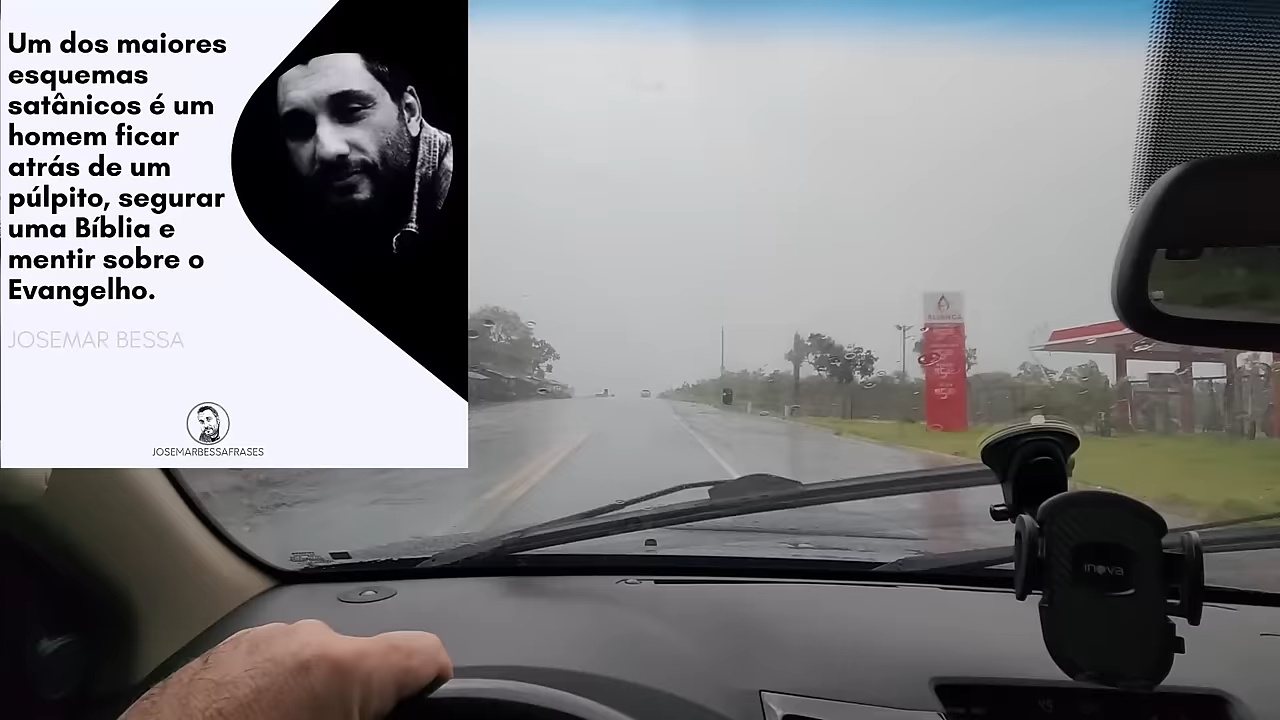 Um dos maiores
esquemas
satânicos é um
homem ficar
atrás de um
púlpito, segurar
uma Bíblia e
mentir sobre o
Evangelho.
JOSEMAR BESSA
JOSEMARBESSAFRASES
inova